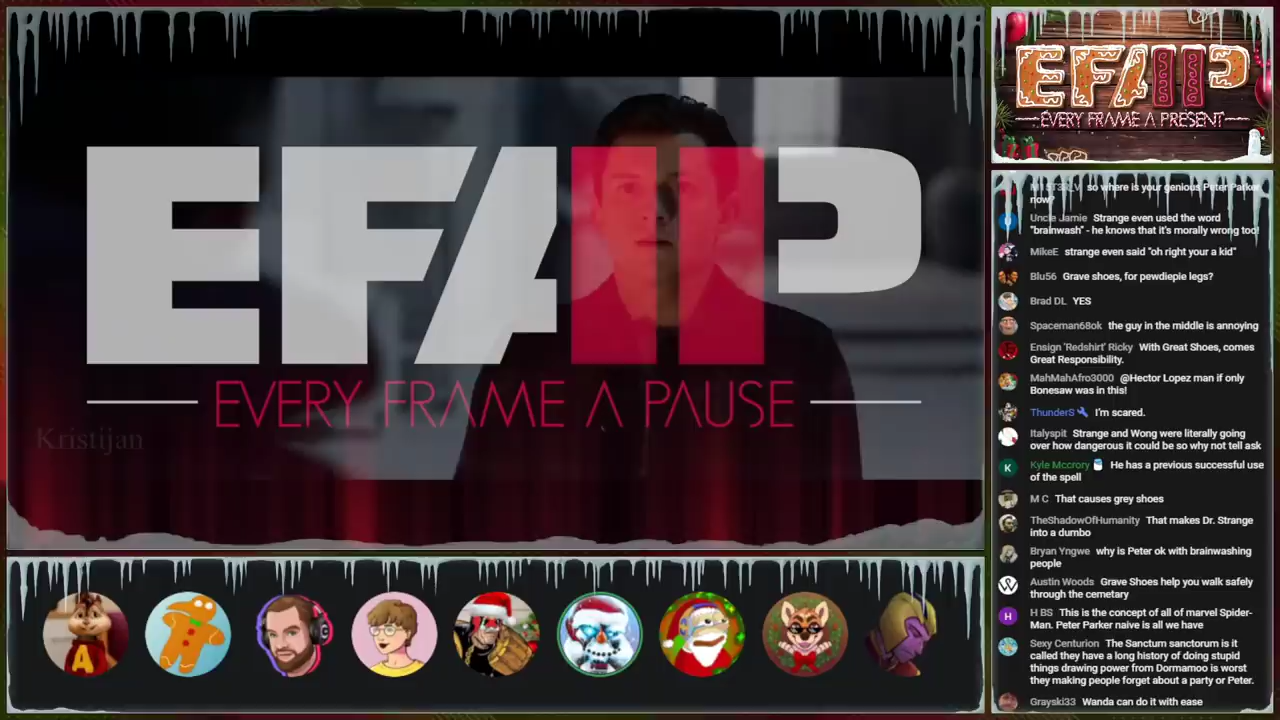 EFAP
EVERY FRAME A PAUSE
Kristijan
A
EFAP
EVERY FRAME A PRESENT
so where is your genious Peter Parker
now?
U Uncle Jamie Strange even used the word
"brainwash" - he knows that it's morally wrong too!
MikeE strange even said "oh right your a kid"
Blu56 Grave shoes, for pewdiepie legs?
Brad DL YES
Spaceman68ok the guy in the middle is annoying
Ensign 'Redshirt' Ricky With Great Shoes, comes
Great Responsibility.
MahMahAfro3000 @Hector Lopez man if only
Bonesaw was in this!
ThunderS I'm scared.
Italyspit Strange and Wong were literally going
over how dangerous it could be so why not tell ask
K Kyle Mccrory He has a previous successful use
of the spell
M C That causes grey shoes
TheShadowOfHumanity That makes Dr. Strange
into a dumbo
Bryan Yngwe why is Peter ok with brainwashing
people
W Austin Woods Grave Shoes help you walk safely
through the cemetary
H H BS This is the concept of all of marvel Spider-
Man. Peter Parker naive is all we have
Sexy Centurion The Sanctum sanctorum is it
called they have a long history of doing stupid
things drawing power from Dormamoo is worst
they making people forget about a party or Peter.
Grayski33 Wanda can do it with ease